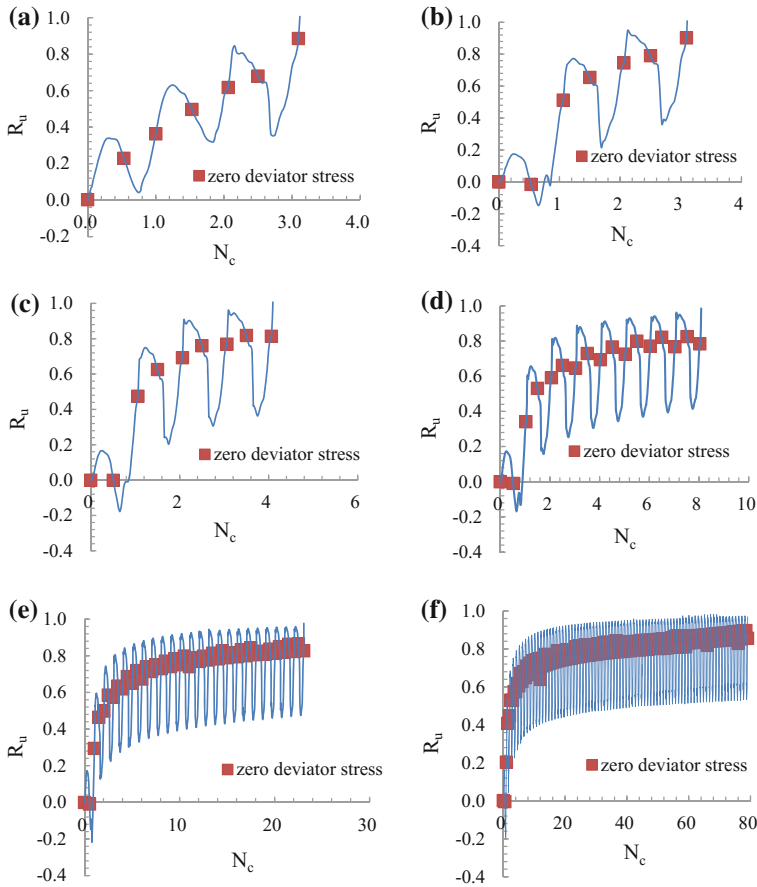 (a)
1.0
0.8
0.6
0.4
0.2
0.0
-0.2
R_u
0.0 1.0 2.0 3.0 4.0
N_c
zero deviator stress
(b)
1.0
0.8
0.6
0.4
0.2
0.0
-0.2
-0.4
R_u
0 1 2 3 4
N_c
zero deviator stress
(c)
1.0
0.8
0.6
0.4
0.2
0.0
-0.2
-0.4
R_u
0 2 4 6
N_c
zero deviator stress
(d)
1.0
0.8
0.6
0.4
0.2
0.0
-0.2
-0.4
R_u
0 2 4 6 8 10
N_c
zero deviator stress
(e)
1.0
0.8
0.6
0.4
0.2
0.0
-0.2
-0.4
R_u
0 10 20 30
N_c
zero deviator stress
(f)
1.0
0.8
0.6
0.4
0.2
0.0
-0.2
-0.4
R_u
0 20 40 60 80
N_c
zero deviator stress